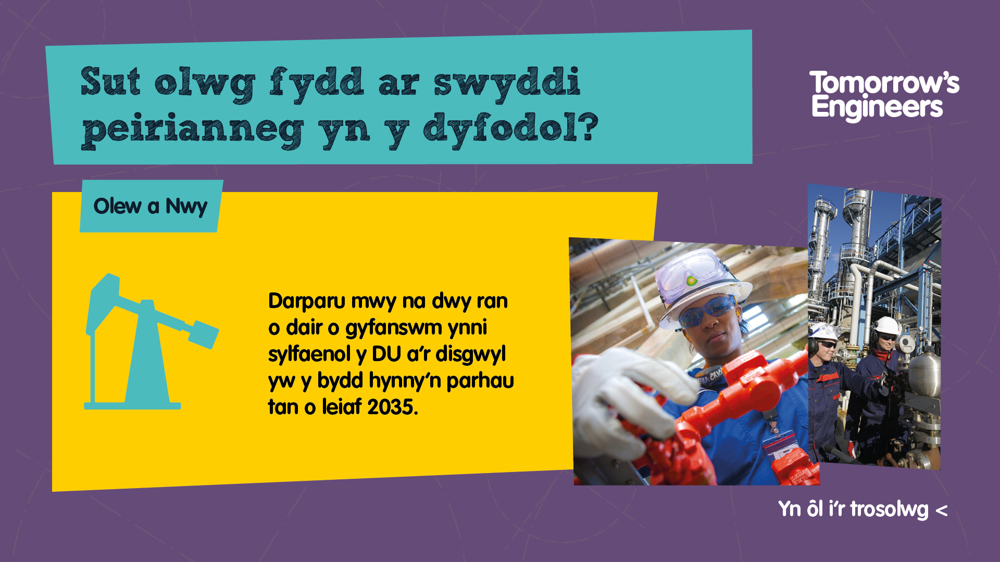 Sut olwg fydd ar swyddi
peirianneg yn y dyfodol?
Tomorrow's
Engineers
Olew a Nwy
Darparu mwy na dwy ran
o dair o gyfanswm ynni
sylfaenol y DU a'r disgwyl
yw y bydd hynny'n parhau
tan o leiaf 2035.
Yn ôl i'r trosolwg <